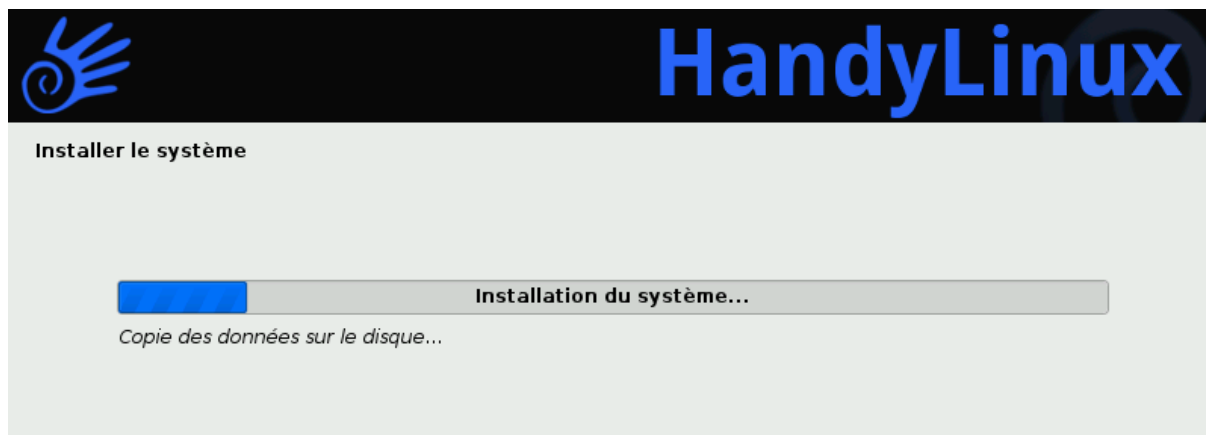 HandyLinux
Installer le système
Installation du système...
Copie des données sur le disque...